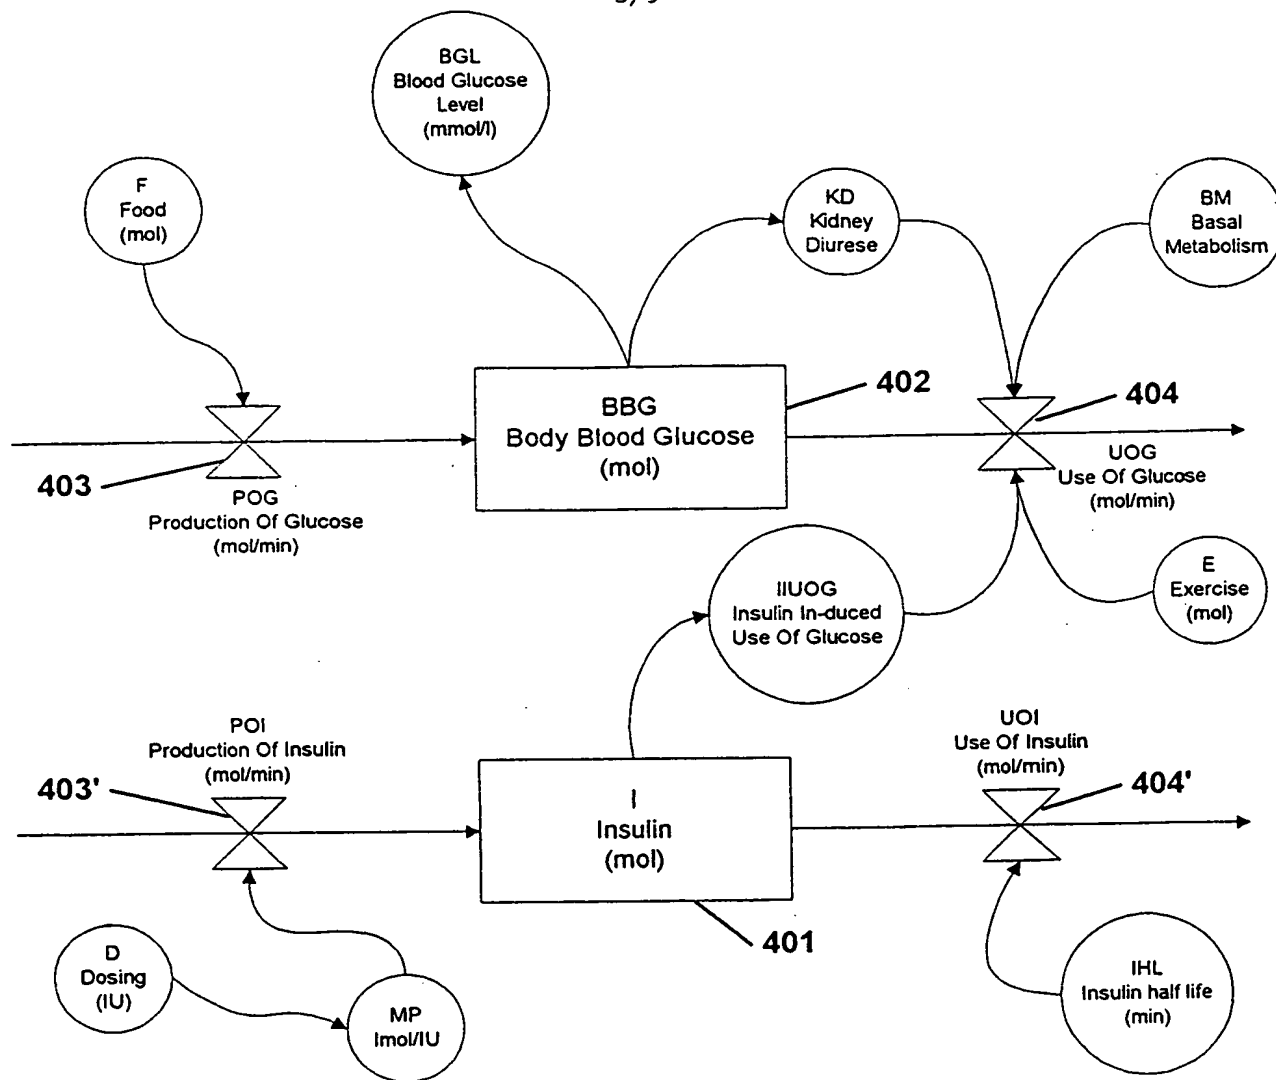 BGL
Blood Glucose
Level
(mmol/l)
F
Food
(mol)
KD
Kidney
Diurese
BM
Basal
Metabolism
402
404
BBG
Body Blood Glucose
(mol)
403
POG
Production Of Glucose
(mol/min)
UOG
Use Of Glucose
(mol/min)
IIUOG
Insulin In-duced
Use Of Glucose
E
Exercise
(mol)
POI
Production Of Insulin
(mol/min)
403'
UOI
Use Of Insulin
(mol/min)
404'
I
Insulin
(mol)
401
D
Dosing
(IU)
MP
Imol/IU
IHL
Insulin half life
(min)